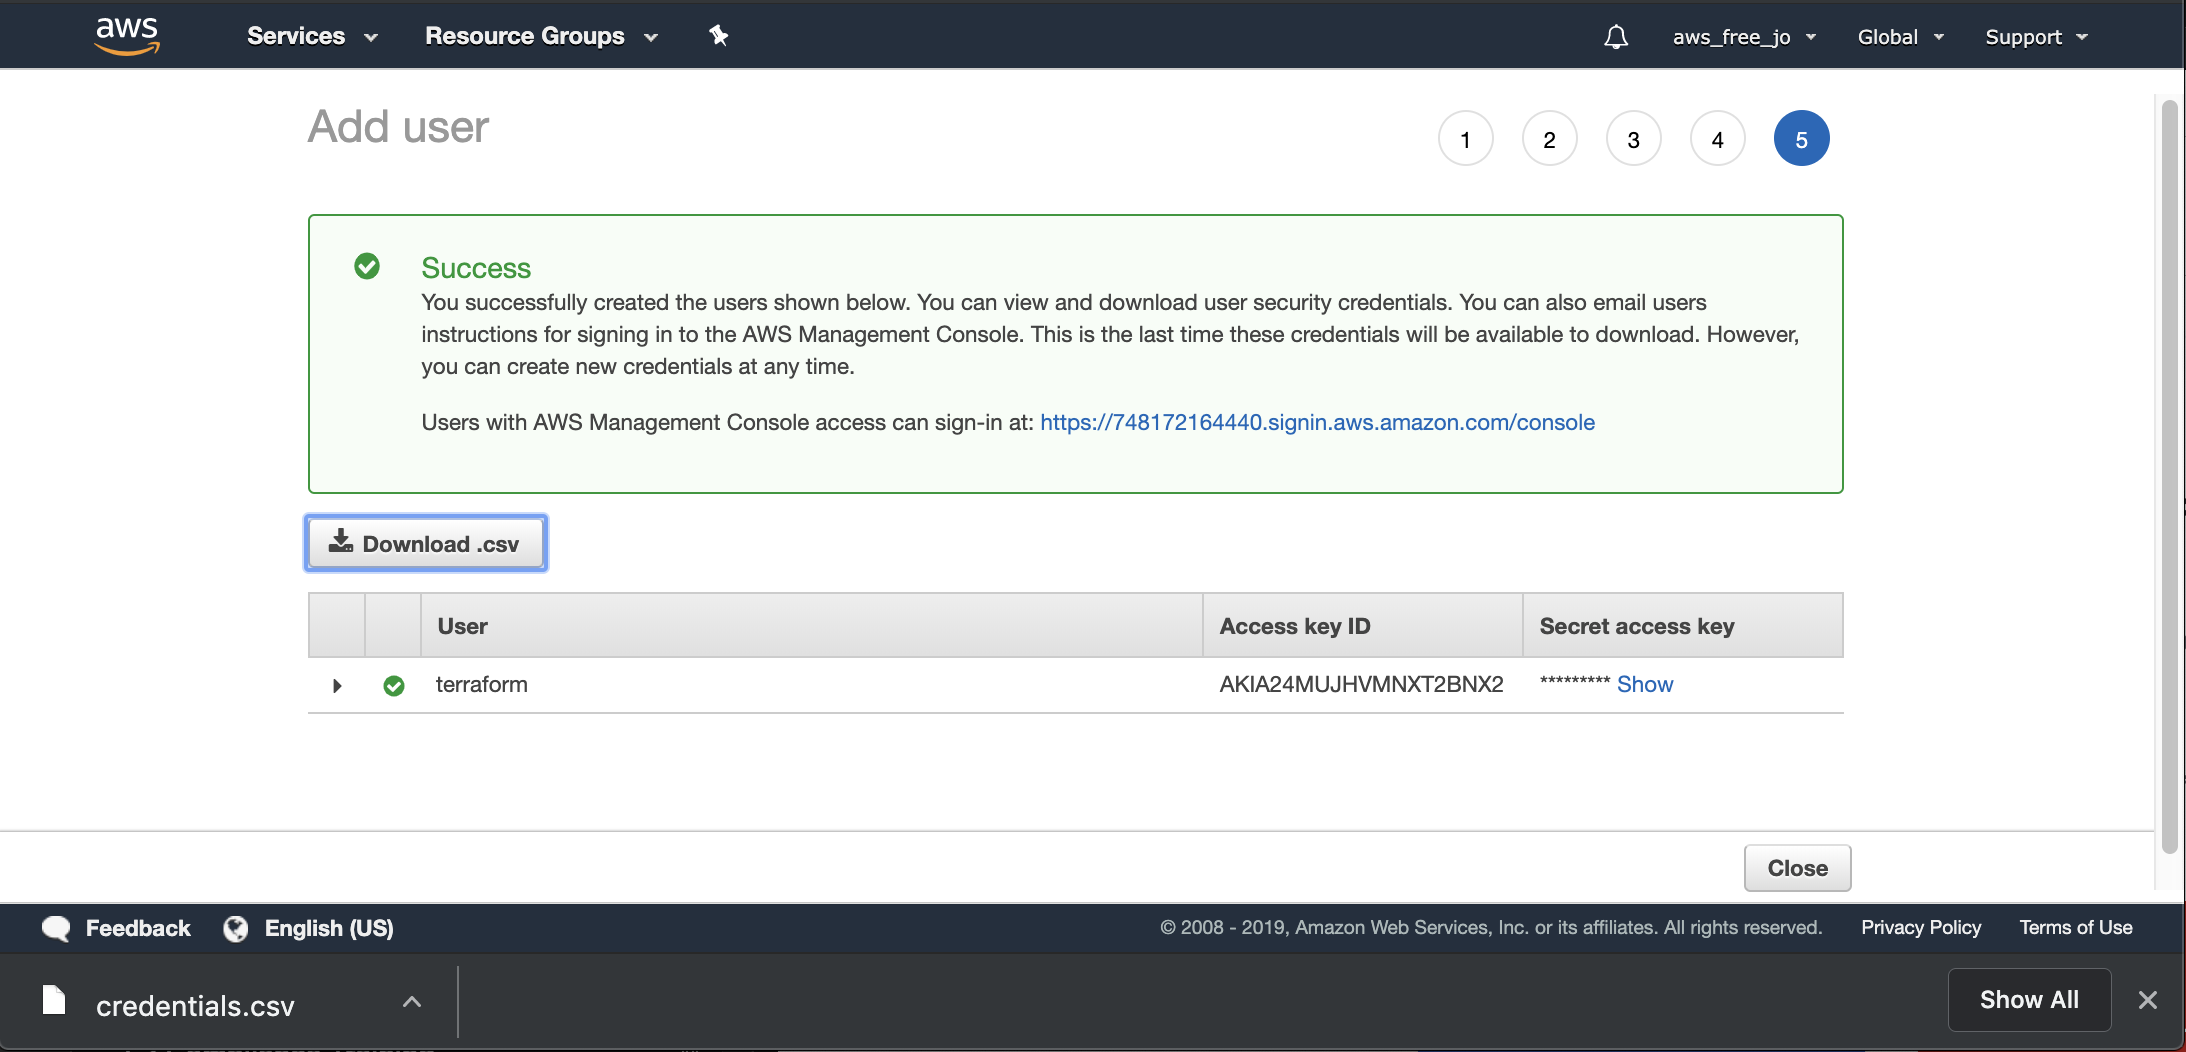 aws Services Resource Groups aws_free_jo Global Support
Add user
1 2 3 4 5
Success
You successfully created the users shown below. You can view and download user security credentials. You can also email users
instructions for signing in to the AWS Management Console. This is the last time these credentials will be available to download. However,
you can create new credentials at any time.
Users with AWS Management Console access can sign-in at: https://748172164440.signin.aws.amazon.com/console
Download .csv
User Access key ID Secret access key
terraform AKIA24MUJHVMNXT2BNX2 ********* Show
Close
Feedback English (US) © 2008 - 2019, Amazon Web Services, Inc. or its affiliates. All rights reserved. Privacy Policy Terms of Use
credentials.csv Show All